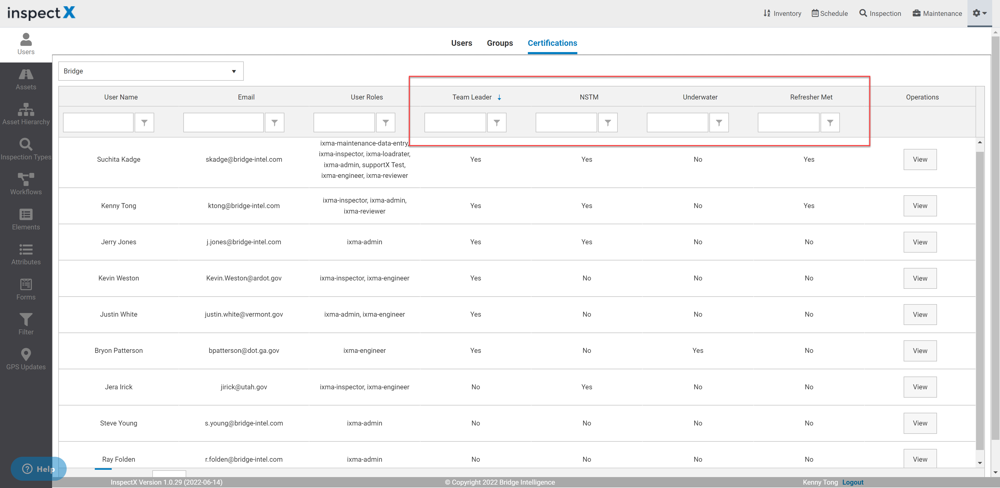 inspectX
Inventory
Schedule
Inspection
Maintenance
Users
Assets
Asset Hierarchy
Inspection Types
Workflows
Elements
Attributes
Forms
Filter
GPS Updates
? Help
Users Groups Certifications
Bridge
User Name Email User Roles Team Leader NSTM Underwater Refresher Met Operations
ixma-maintenance-data-entry,
ixma-inspector, ixma-loadrater,
Suchita Kadge skadge@bridge-intel.com Yes Yes No Yes View
ixma-admin, supportX Test,
ixma-engineer, ixma-reviewer
ixma-inspector, ixma-admin,
Kenny Tong ktong@bridge-intel.com Yes Yes No Yes View
ixma-reviewer
Jerry Jones j.jones@bridge-intel.com ixma-admin Yes Yes No No View
Kevin Weston Kevin.Weston@ardot.gov ixma-inspector, ixma-engineer Yes No No No View
Justin White justin.white@vermont.gov ixma-admin, ixma-engineer Yes No No No View
Bryon Patterson bpatterson@dot.ga.gov ixma-engineer Yes No Yes No View
Jera Irick jirick@utah.gov ixma-inspector, ixma-engineer No Yes No No View
Steve Young s.young@bridge-intel.com ixma-admin No No No No View
Ray Folden r.folden@bridge-intel.com ixma-admin No No No No View
InspectX Version 1.0.29 (2022-06-14) © Copyright 2022 Bridge Intelligence Kenny Tong Logout